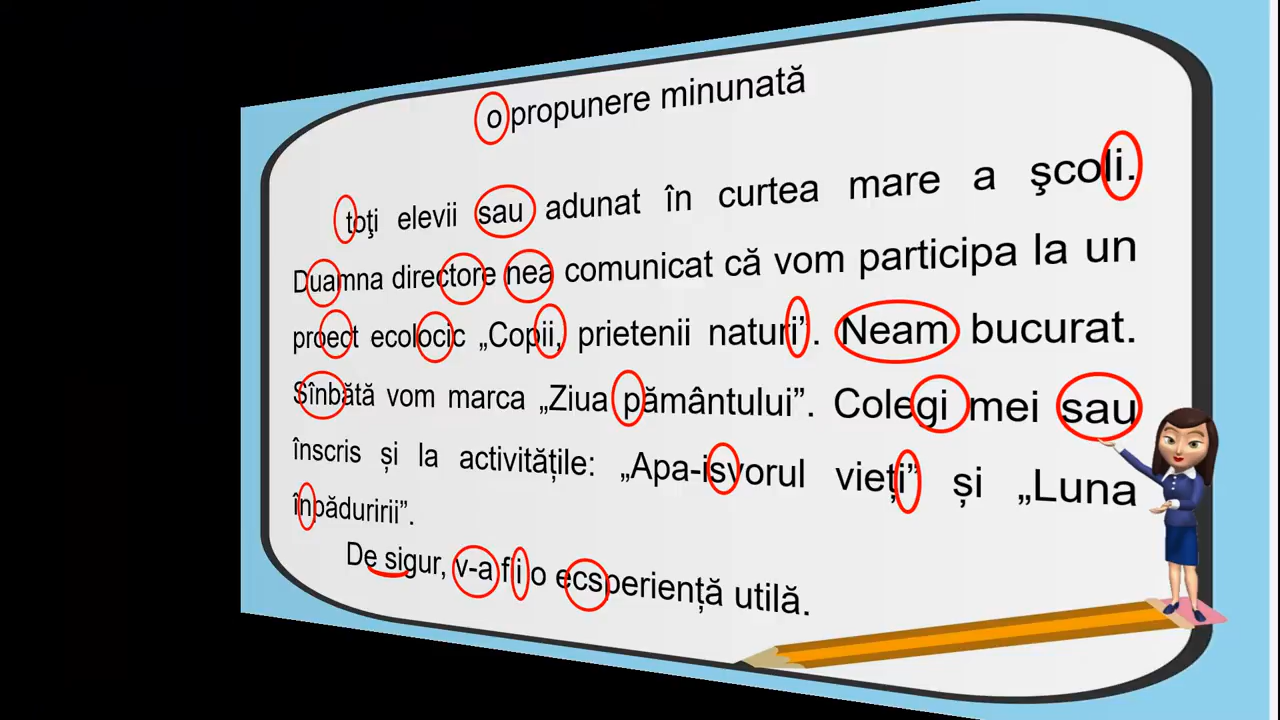 o propunere minunată
toţi elevii sau adunat în curtea mare a şcoli.
Duamna directore nea comunicat că vom participa la un
proect ecolocic „Copii, prietenii naturi”. Neam bucurat.
Sînbătă vom marca „Ziua pământului”. Colegi mei sau
înscris și la activitățile: „Apa-isvorul vieți” și „Luna
înpăduririi”.
De sigur, v-a fi o ecsperiență utilă.